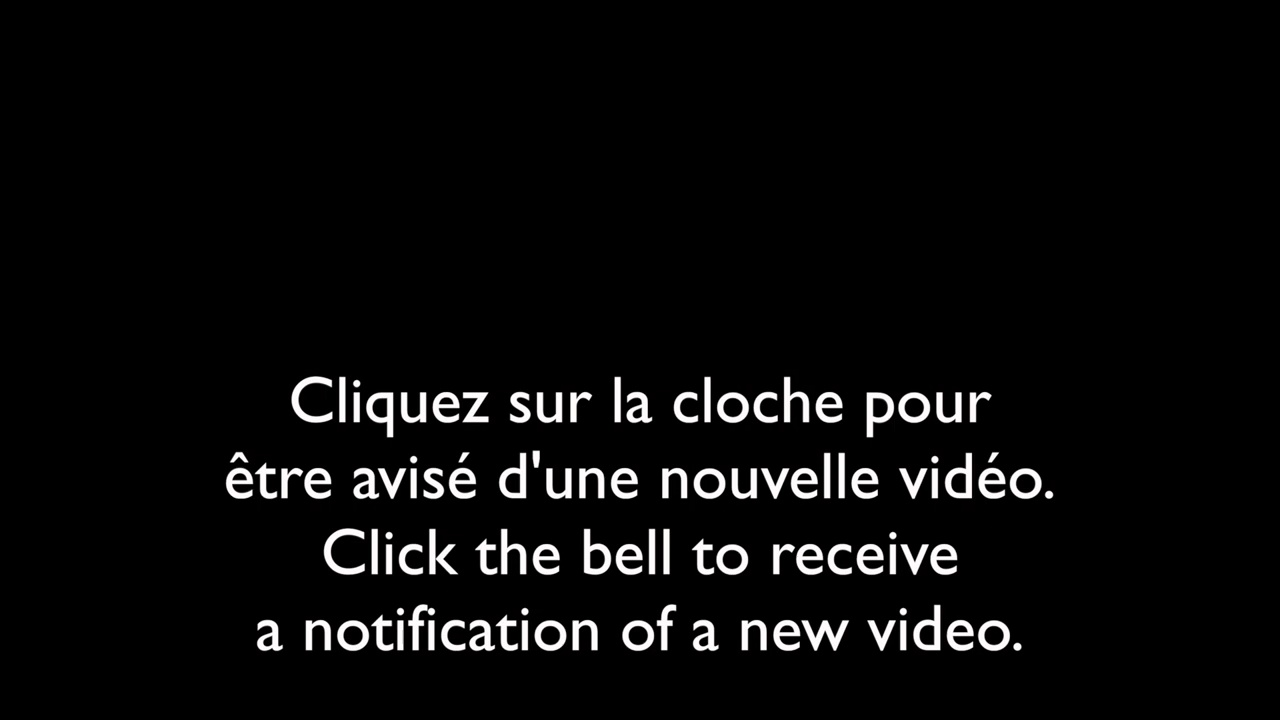 Cliquez sur la cloche pour
être avisé d'une nouvelle vidéo.
Click the bell to receive
a notification of a new video.